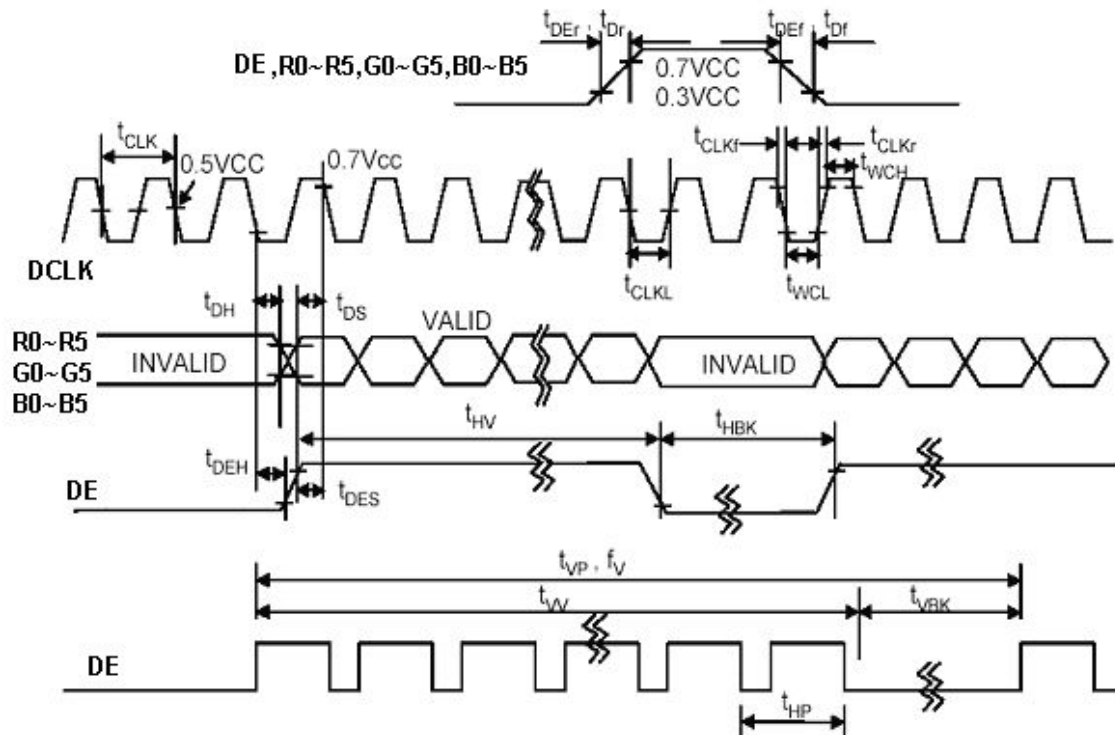 tDEr , tDr
tDEf , tDf
DE ,R0~R5,G0~G5,B0~B5
0.7VCC
0.3VCC
tCLK
0.5VCC
0.7Vcc
tCLKf
tCLKr
tWCH
DCLK
tCLKL
tWCL
tDH
tDS
VALID
R0~R5
G0~G5
B0~B5
INVALID
INVALID
tHV
tHBK
tDEH
tDES
DE
tVP , fV
tVV
tVBK
DE
tHP